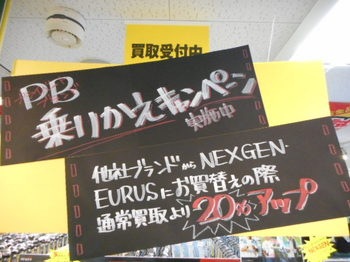 買取受付中
PB
乗りかえキャンペーン
実施中
他社ブランドからNEXGEN・
EURUSにお買替えの際
通常買取より20%アップ